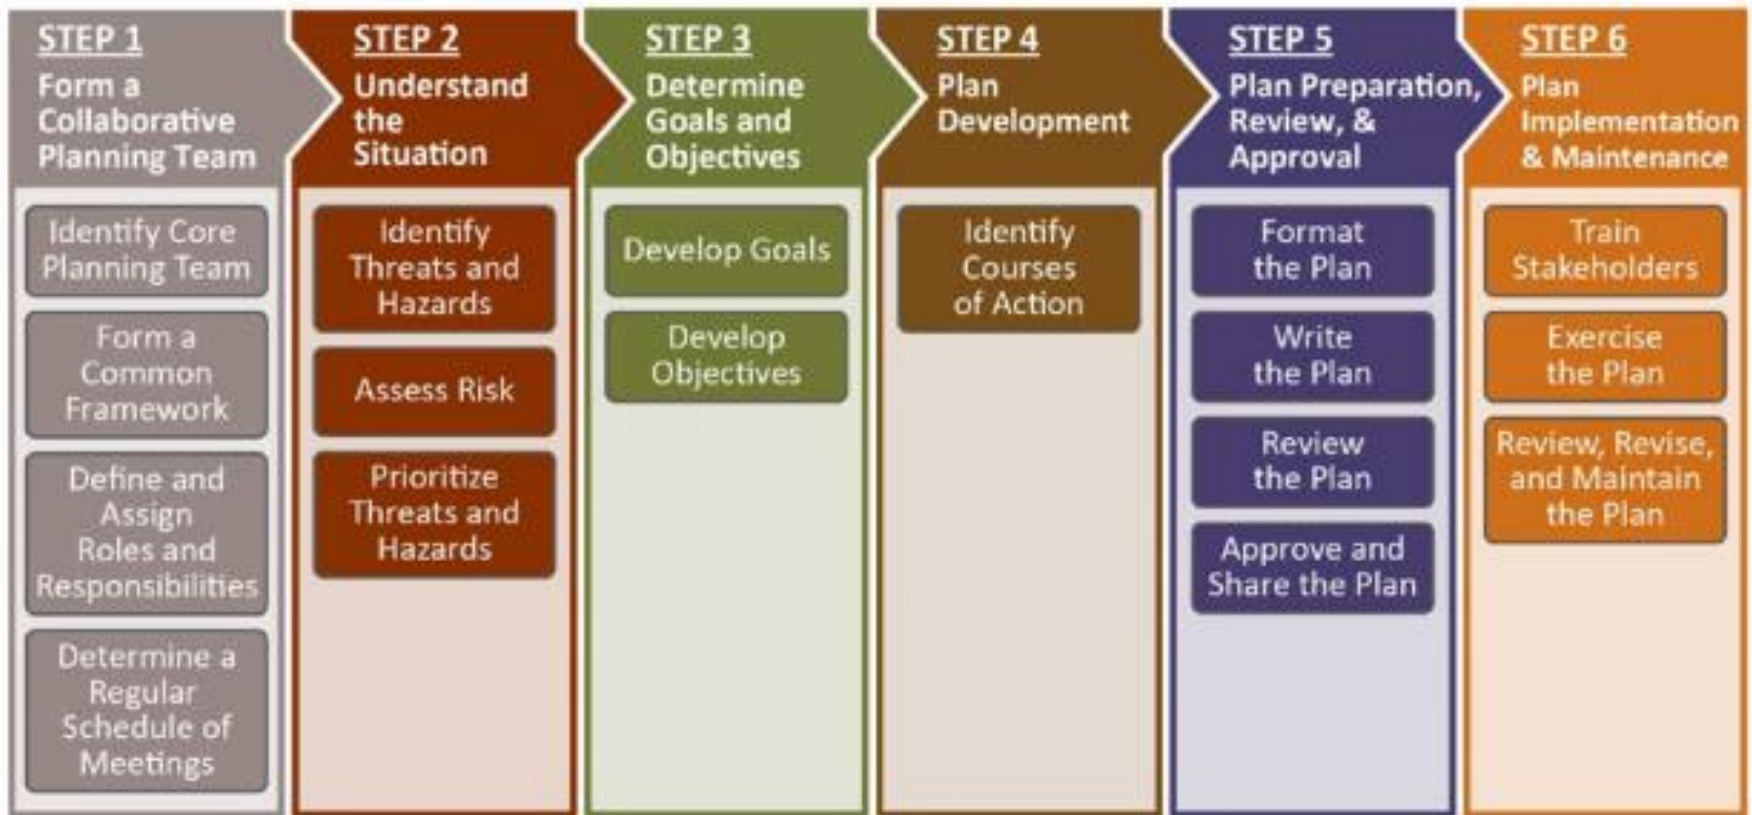 STEP 1
Form a
Collaborative
Planning Team
Identify Core
Planning Team
Form a
Common
Framework
Define and
Assign
Roles and
Responsibilities
Determine a
Regular
Schedule of
Meetings
STEP 2
Understand
the
Situation
Identify
Threats and
Hazards
Assess Risk
Prioritize
Threats and
Hazards
STEP 3
Determine
Goals and
Objectives
Develop Goals
Develop
Objectives
STEP 4
Plan
Development
Identify
Courses
of Action
STEP 5
Plan Preparation,
Review, &
Approval
Format
the Plan
Write
the Plan
Review
the Plan
Approve and
Share the Plan
STEP 6
Plan
Implementation
& Maintenance
Train
Stakeholders
Exercise
the Plan
Review, Revise,
and Maintain
the Plan